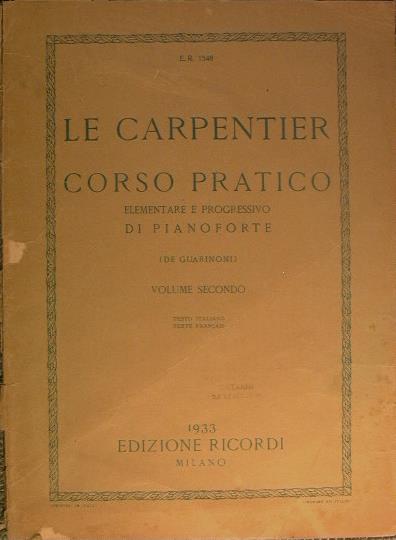 E. R. 1548
LE CARPENTIER
CORSO PRATICO
ELEMENTARE E PROGRESSIVO
DI PIANOFORTE
(DE GUARINONI)
VOLUME SECONDO
TESTO ITALIANO
TEXTE FRANÇAIS
1933
EDIZIONE RICORDI
MILANO